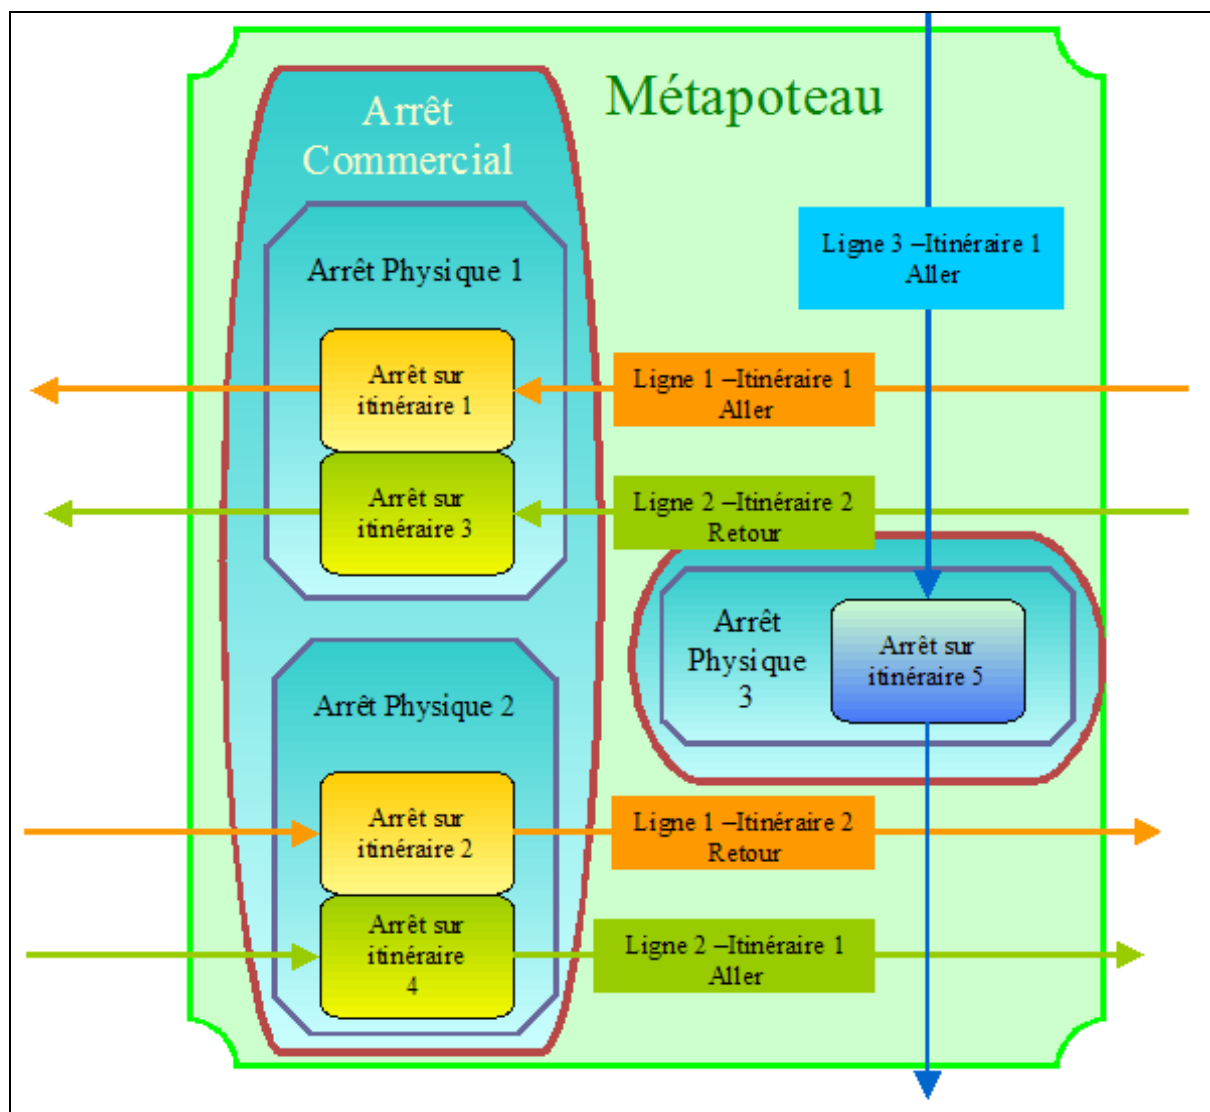 Métapoteau
Arrêt
Commercial
Arrêt Physique 1
Ligne 3 –Itinéraire 1
Aller
Arrêt sur
itinéraire 1
Ligne 1 –Itinéraire 1
Aller
Arrêt sur
itinéraire 3
Ligne 2 –Itinéraire 2
Retour
Arrêt
Physique
3
Arrêt sur
itinéraire 5
Arrêt Physique 2
Arrêt sur
itinéraire 2
Ligne 1 –Itinéraire 2
Retour
Arrêt sur
itinéraire
4
Ligne 2 –Itinéraire 1
Aller